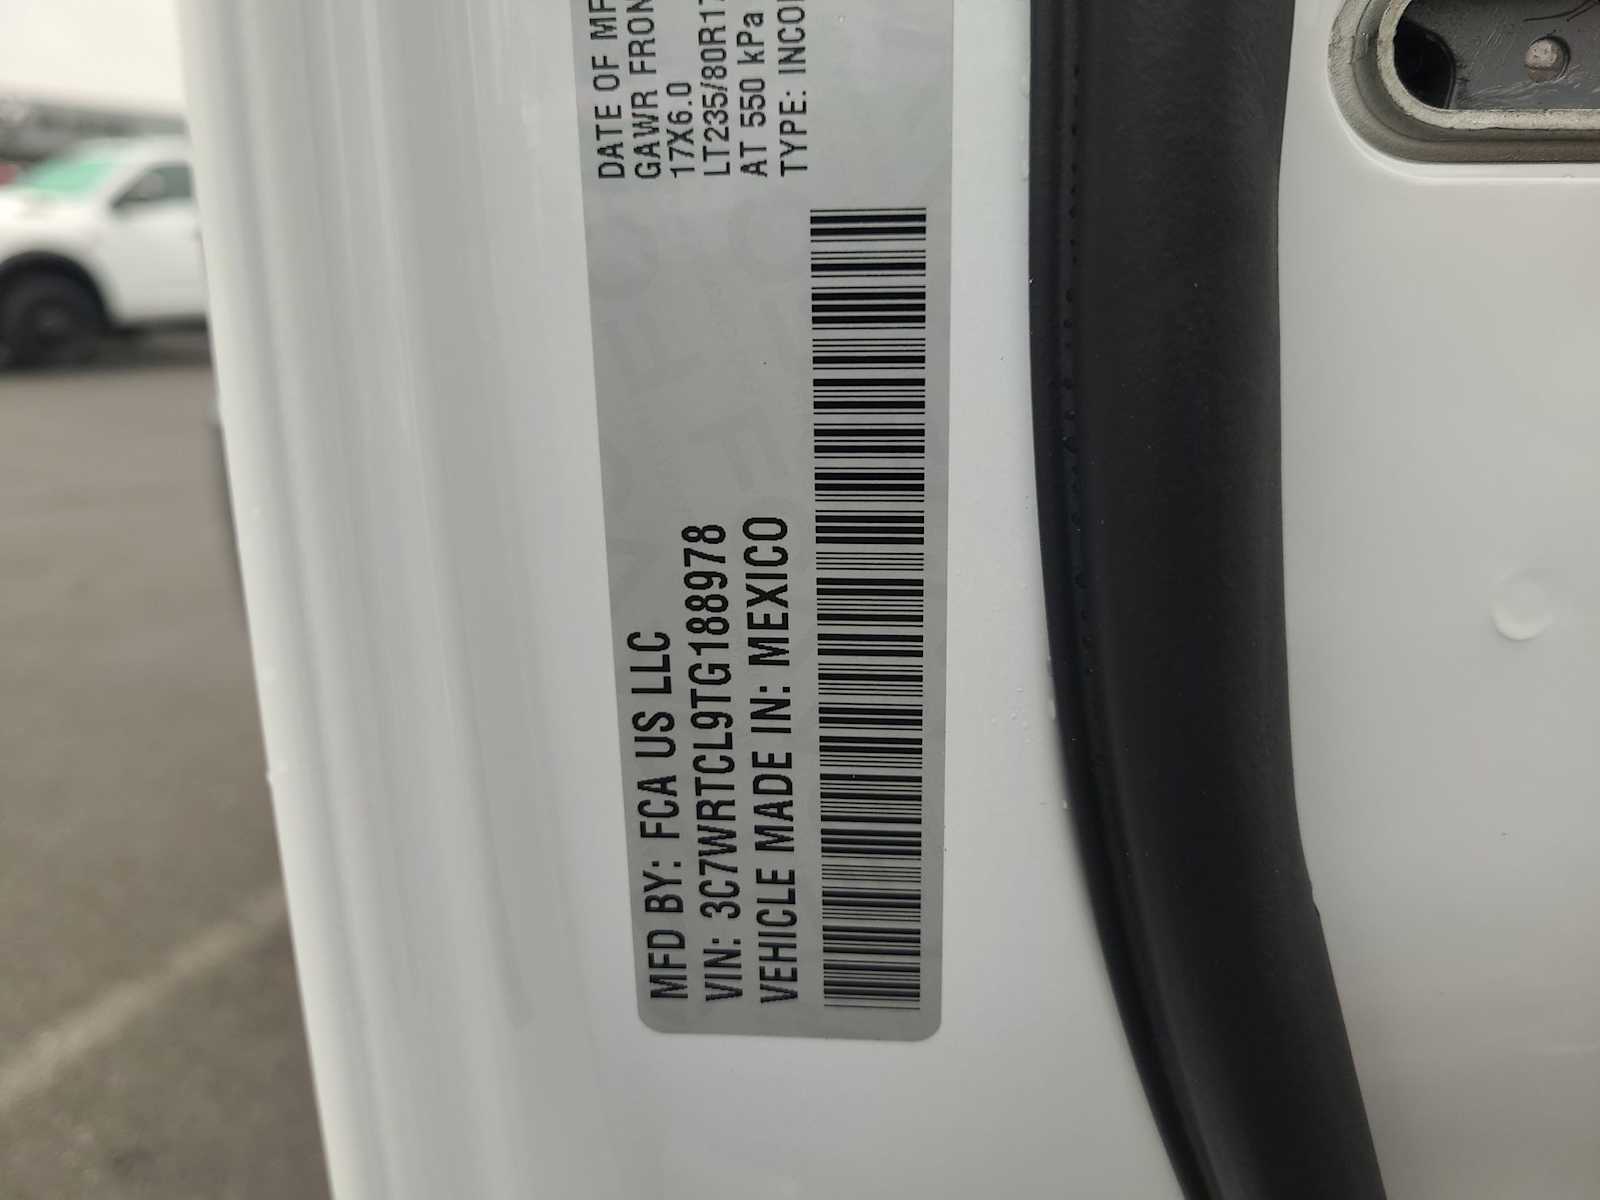 MFD BY: FCA US LLC
VIN: 3C7WRTCL9TG188978
VEHICLE MADE IN: MEXICO
DATE OF MF
GAWR FRON
17X6.0
LT235/80R17
AT 550 kPa
TYPE: INCO